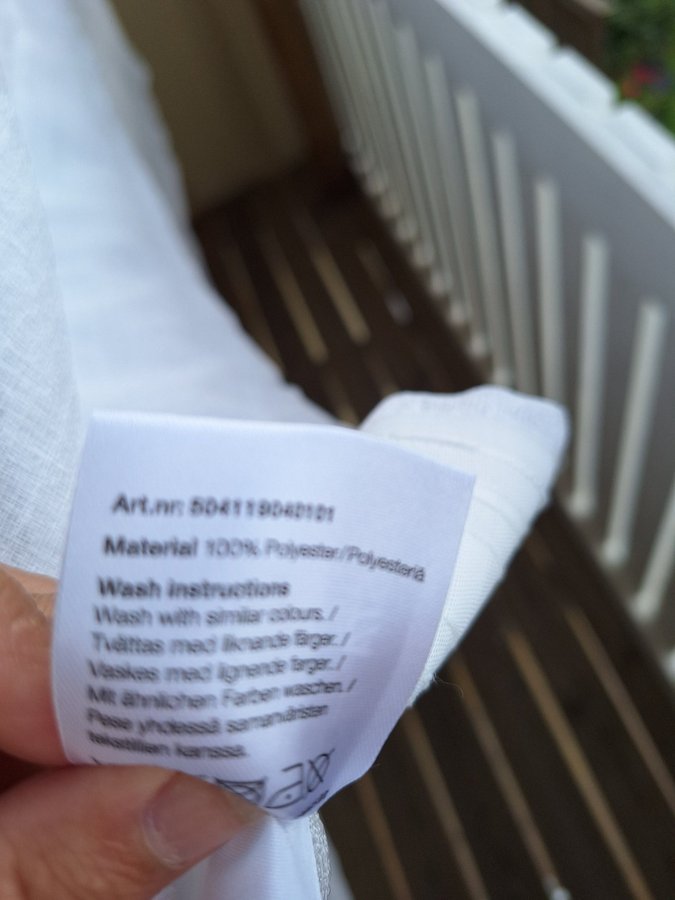 Art.nr: 504119040101
Material 100% Polyester/Polyesteriä
Wash instructions
Wash with similar colours. /
Tvättas med liknande färger. /
Vaskes med lignende farger. /
Mit ähnlichen Farben waschen. /
Pese yhdessä samanväristen
tekstiilien kanssa.